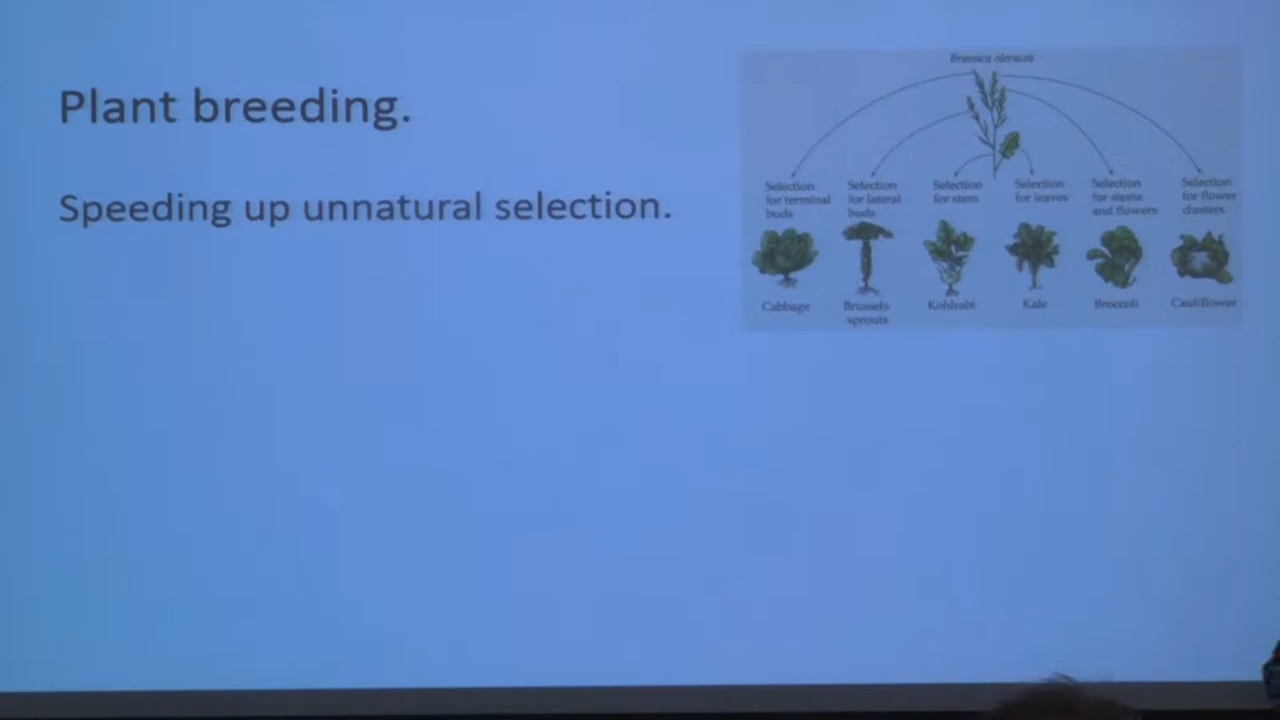 Plant breeding.
Speeding up unnatural selection.
Brassica oleracea
Selection
for terminal
buds
Selection
for lateral
buds
Selection
for stem
Selection
for leaves
Selection
for stems
and flowers
Selection
for flower
clusters
Cabbage
Brussels
sprouts
Kohlrabi
Kale
Broccoli
Cauliflower